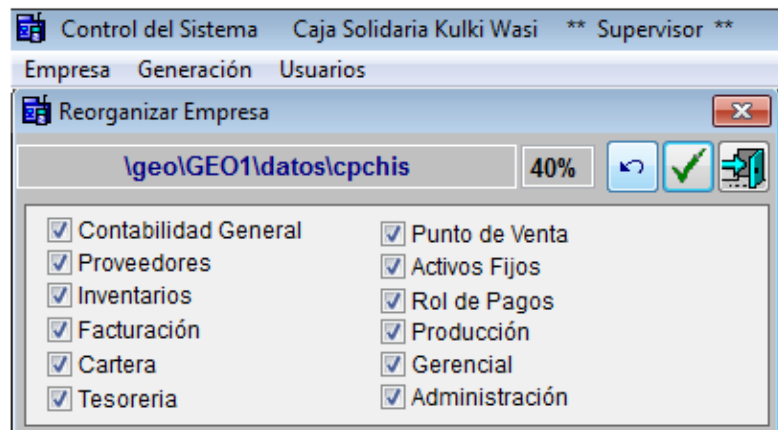 Control del Sistema Caja Solidaria Kulki Wasi ** Supervisor **
Empresa Generación Usuarios
Reorganizar Empresa
\geo\GEO1\datos\cpchis 40%
Contabilidad General
Proveedores
Inventarios
Facturación
Cartera
Tesoreria
Punto de Venta
Activos Fijos
Rol de Pagos
Producción
Gerencial
Administración